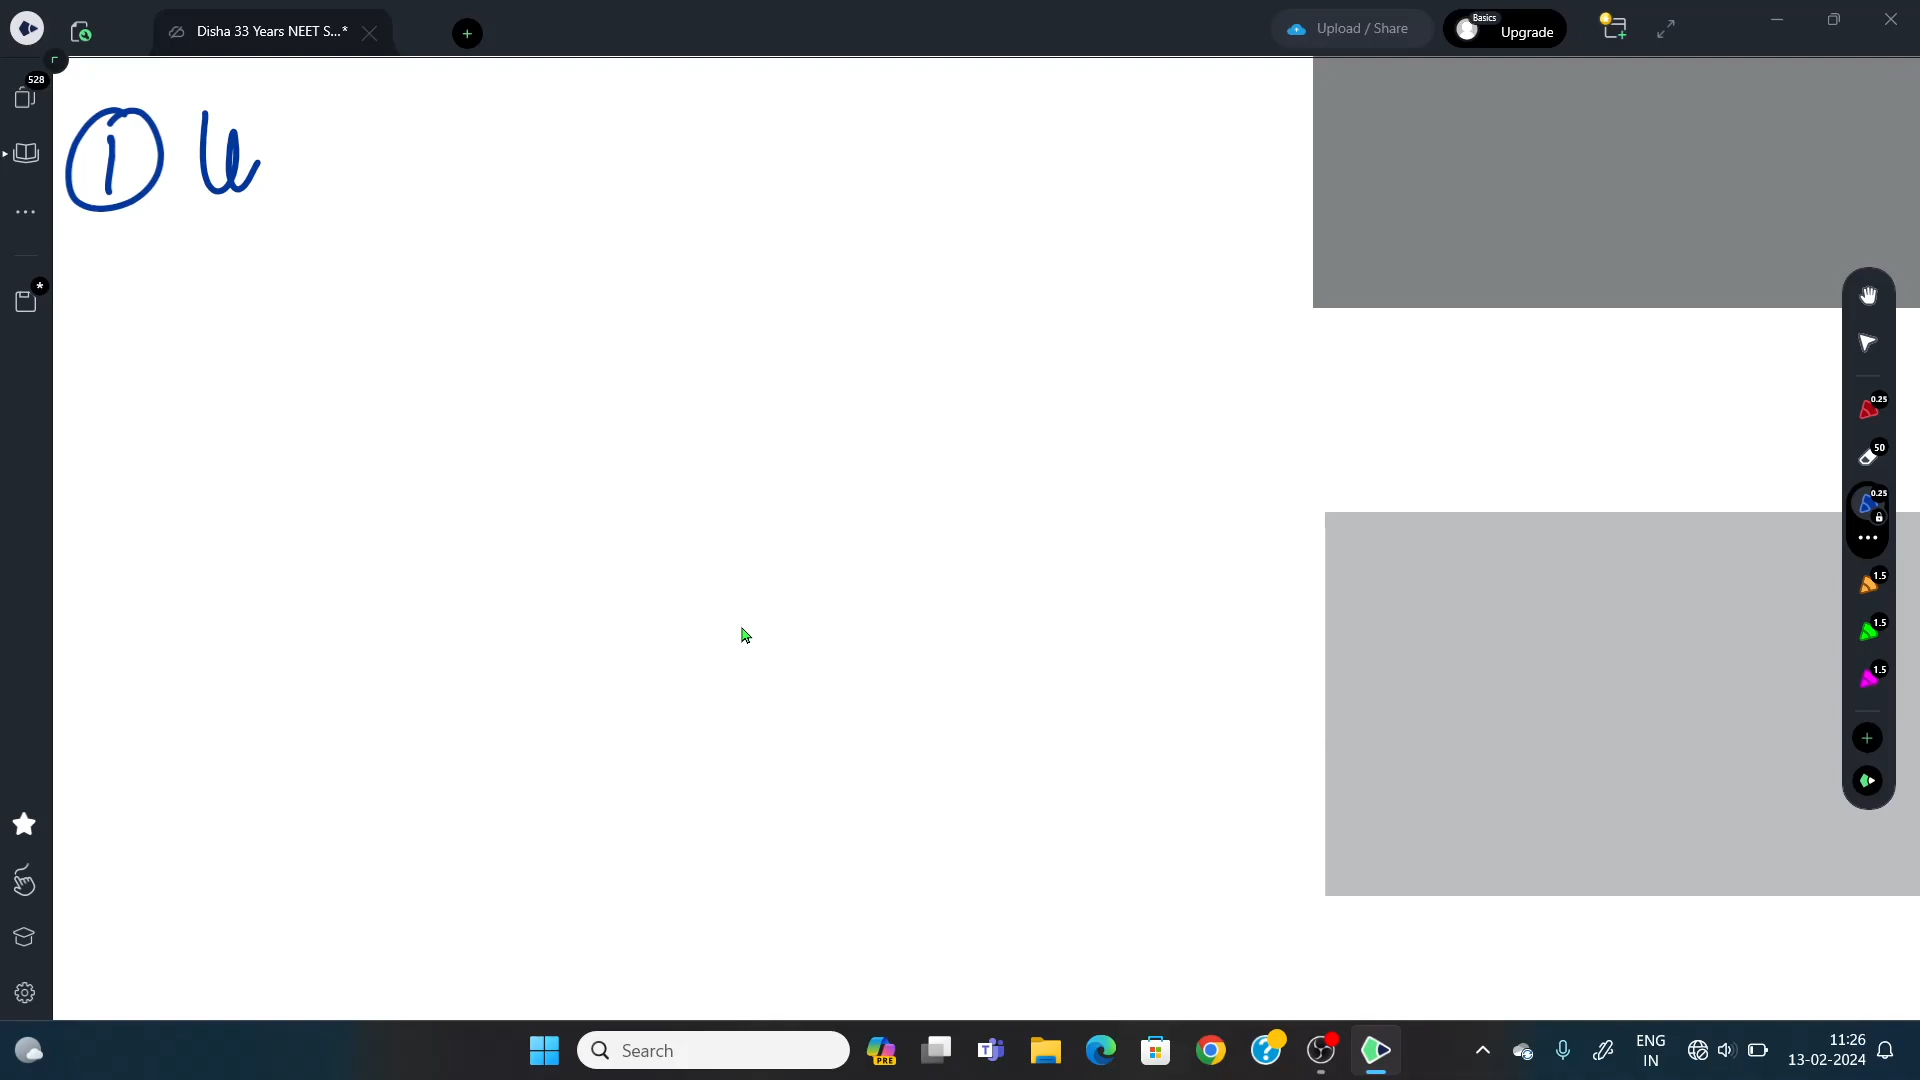 Disha 33 Years NEET S...*
Upload / Share
Basics
Upgrade
528
① u
*
0.25
50
0.25
1.5
1.5
1.5
Search
PRE
ENG
IN
11:26
13-02-2024